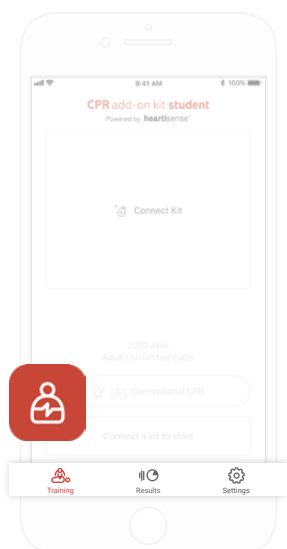 9:41 AM 100%
CPR add-on kit student
Powered by heartisense
Connect Kit
2019 AHA
Adult | Unlimited cycle
Conventional CPR
Connect a kit to start
Training Results Settings